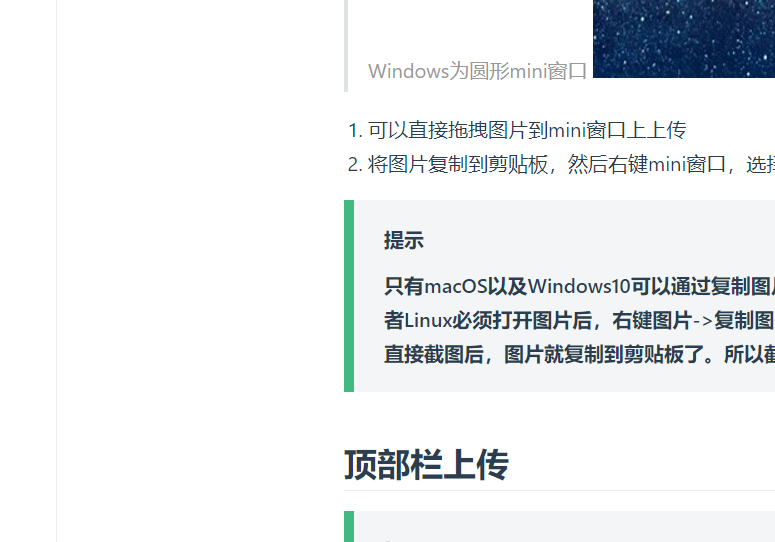 Windows为圆形mini窗口
1. 可以直接拖拽图片到mini窗口上上传
2. 将图片复制到剪贴板，然后右键mini窗口，选择
提示
只有macOS以及Windows10可以通过复制图片
者Linux必须打开图片后，右键图片->复制图
直接截图后，图片就复制到剪贴板了。所以截
顶部栏上传